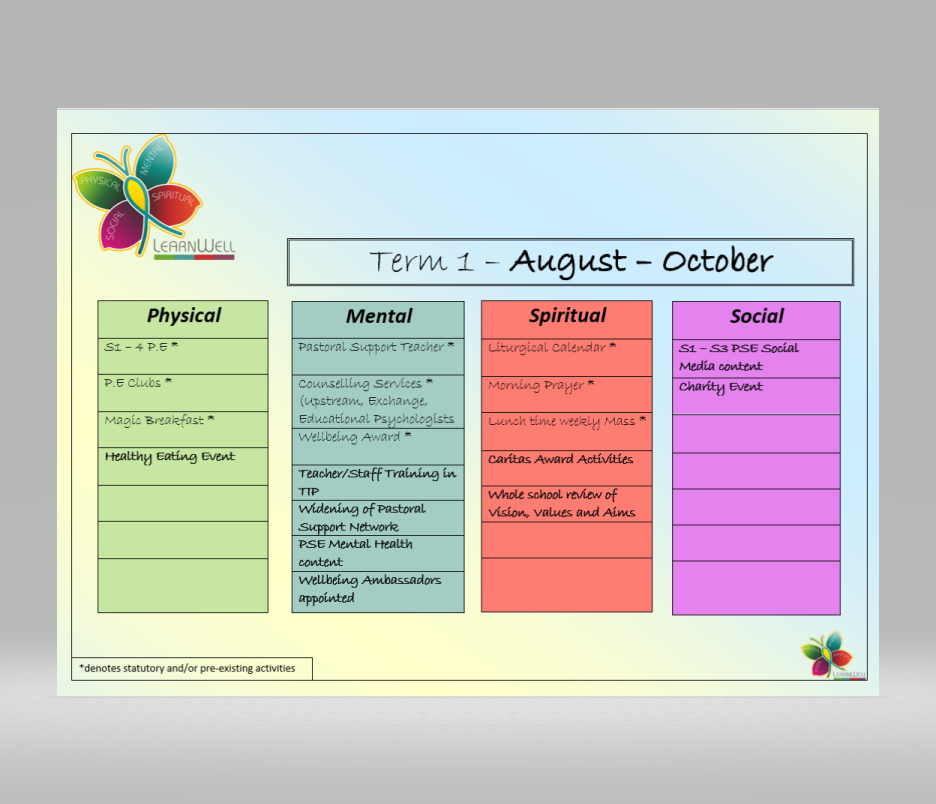 MENTAL
PHYSICAL
SPIRITUAL
SOCIAL
LEARNWELL
Term 1 – August – October
Physical
S1 – 4 P.E *
P.E Clubs *
Magic Breakfast *
Healthy Eating Event
Mental
Pastoral Support Teacher *
Counselling Services *
(Upstream, Exchange,
Educational Psychologists
Wellbeing Award *
Teacher/Staff Training in
TIP
Widening of Pastoral
Support Network
PSE Mental Health
content
Wellbeing Ambassadors
appointed
Spiritual
Liturgical Calendar *
Morning Prayer *
Lunch time weekly Mass *
Caritas Award Activities
Whole school review of
Vision, Values and Aims
Social
S1 – S3 PSE Social
Media content
Charity Event
*denotes statutory and/or pre-existing activities
LEARNWELL